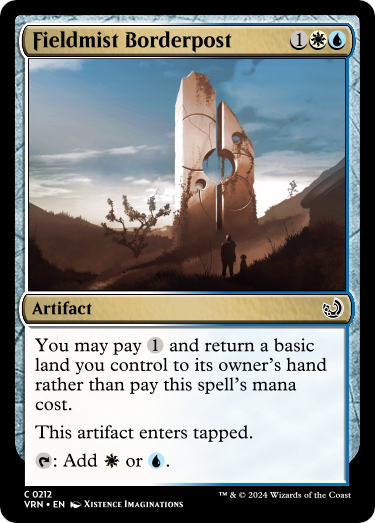 Fieldmist Borderpost 1
Artifact
You may pay 1 and return a basic
land you control to its owner's hand
rather than pay this spell's mana
cost.
This artifact enters tapped.
: Add or .
C 0212
VRN • EN Xistence Imaginations
™ & © 2024 Wizards of the Coast